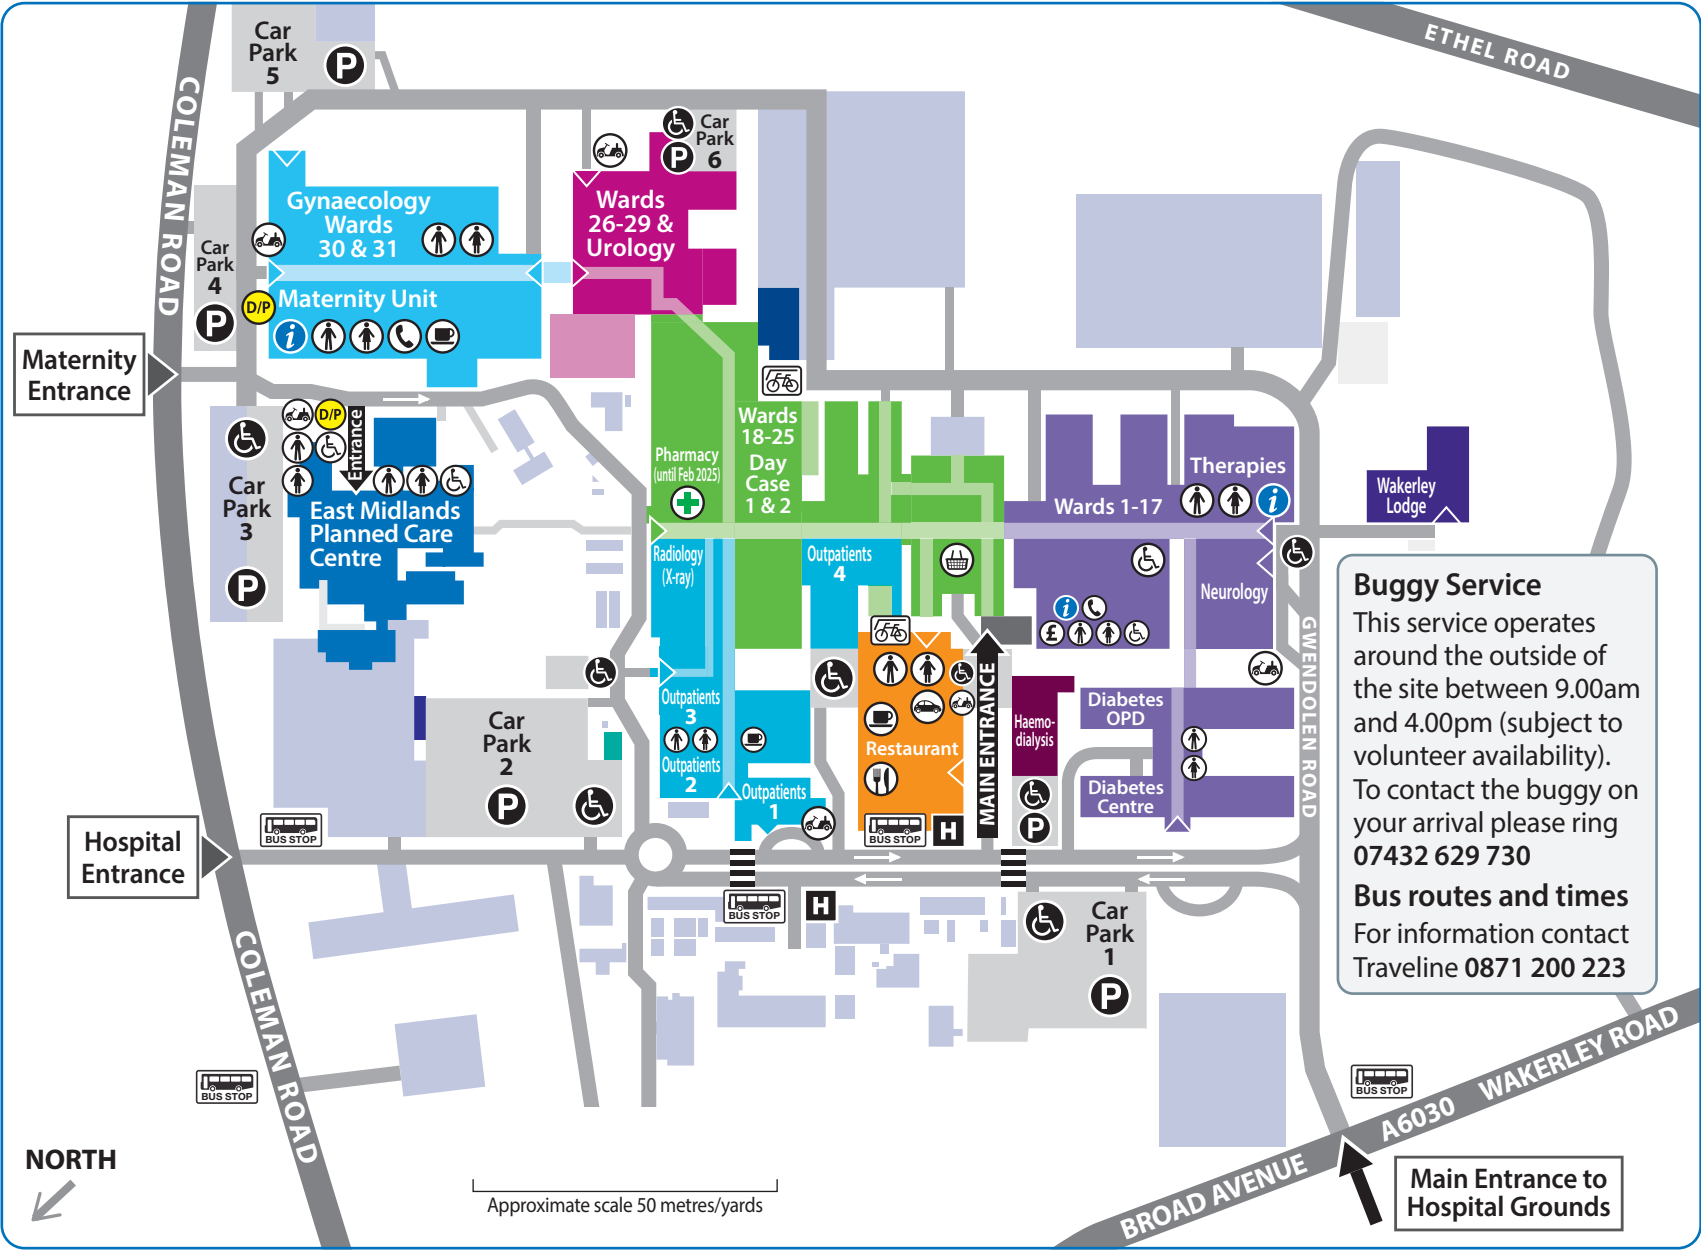 ETHEL ROAD
Car
Park
5
P
COLEMAN ROAD
Car
Park
6
P
Gynaecology
Wards
30 & 31
Wards
26-29 &
Urology
Car
Park
4
P
D/P
Maternity Unit
i
Maternity
Entrance
D/P
Entrance
Car
Park
3
P
East Midlands
Planned Care
Centre
Pharmacy
(until Feb 2025)
Wards
18-25
Day
Case
1 & 2
Therapies
i
Wards 1-17
Wakerley
Lodge
Radiology
(X-ray)
Outpatients
4
Neurology
i
£
GWENDOLEN ROAD
Buggy Service
This service operates
around the outside of
the site between 9.00am
and 4.00pm (subject to
volunteer availability).
To contact the buggy on
your arrival please ring
07432 629 730
Bus routes and times
For information contact
Traveline 0871 200 223
Outpatients
3
Outpatients
2
Outpatients
1
Restaurant
MAIN ENTRANCE
Haemo-
dialysis
P
Diabetes
OPD
Diabetes
Centre
Car
Park
2
P
BUS STOP
BUS STOP
H
Hospital
Entrance
BUS STOP
H
Car
Park
1
P
COLEMAN ROAD
BUS STOP
BUS STOP
WAKERLEY ROAD
A6030
BROAD AVENUE
NORTH
Approximate scale 50 metres/yards
Main Entrance to
Hospital Grounds